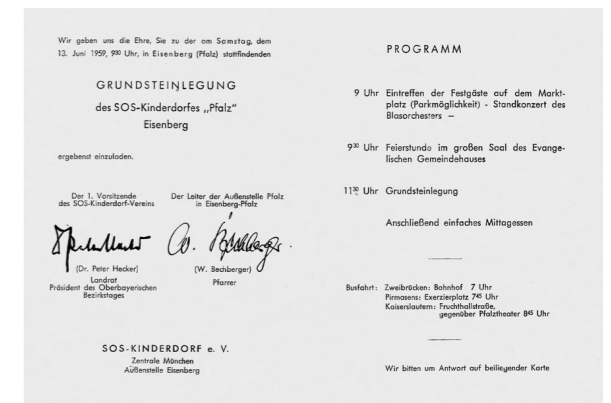 Wir geben uns die Ehre, Sie zu der am Samstag, dem
13. Juni 1959, 9³⁰ Uhr, in Eisenberg (Pfalz) stattfindenden
GRUNDSTEINLEGUNG
des SOS-Kinderdorfes „Pfalz"
Eisenberg
ergebenst einzuladen.
Der 1. Vorsitzende
des SOS-Kinderdorf-Vereins
(Dr. Peter Hecker)
Landrat
Präsident des Oberbayerischen
Bezirkstages
Der Leiter der Außenstelle Pfalz
in Eisenberg-Pfalz
W. Bechberger
(W. Bechberger)
Pfarrer
SOS-KINDERDORF e. V.
Zentrale München
Außenstelle Eisenberg
PROGRAMM
9 Uhr Eintreffen der Festgäste auf dem Markt-
platz (Parkmöglichkeit) - Standkonzert des
Blasorchesters –
9³⁰ Uhr Feierstunde im großen Saal des Evange-
lischen Gemeindehauses
11³⁰ Uhr Grundsteinlegung
Anschließend einfaches Mittagessen
Busfahrt: Zweibrücken: Bahnhof 7 Uhr
Pirmasens: Exerzierplatz 7⁴⁵ Uhr
Kaiserslautern: Fruchthallstraße,
gegenüber Pfalztheater 8⁴⁵ Uhr
Wir bitten um Antwort auf beiliegender Karte